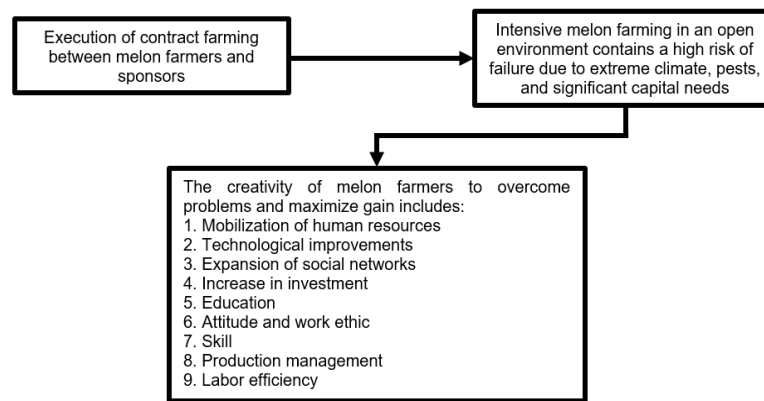 Execution of contract farming
between melon farmers and
sponsors
Intensive melon farming in an open
environment contains a high risk of
failure due to extreme climate, pests,
and significant capital needs
The creativity of melon farmers to overcome
problems and maximize gain includes:
1. Mobilization of human resources
2. Technological improvements
3. Expansion of social networks
4. Increase in investment
5. Education
6. Attitude and work ethic
7. Skill
8. Production management
9. Labor efficiency